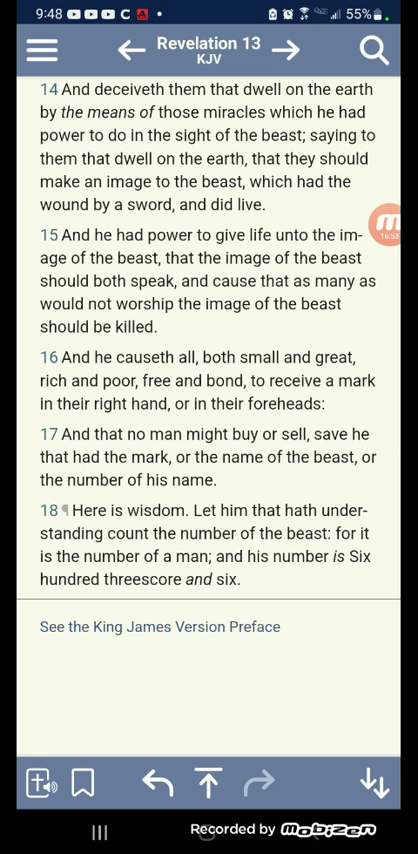 9:48
55%
Revelation 13
KJV
14 And deceiveth them that dwell on the earth
by the means of those miracles which he had
power to do in the sight of the beast; saying to
them that dwell on the earth, that they should
make an image to the beast, which had the
wound by a sword, and did live.
15 And he had power to give life unto the im-
age of the beast, that the image of the beast
should both speak, and cause that as many as
would not worship the image of the beast
should be killed.
16 And he causeth all, both small and great,
rich and poor, free and bond, to receive a mark
in their right hand, or in their foreheads:
17 And that no man might buy or sell, save he
that had the mark, or the name of the beast, or
the number of his name.
18 ¶ Here is wisdom. Let him that hath under-
standing count the number of the beast: for it
is the number of a man; and his number is Six
hundred threescore and six.
See the King James Version Preface
Recorded by Mobizen